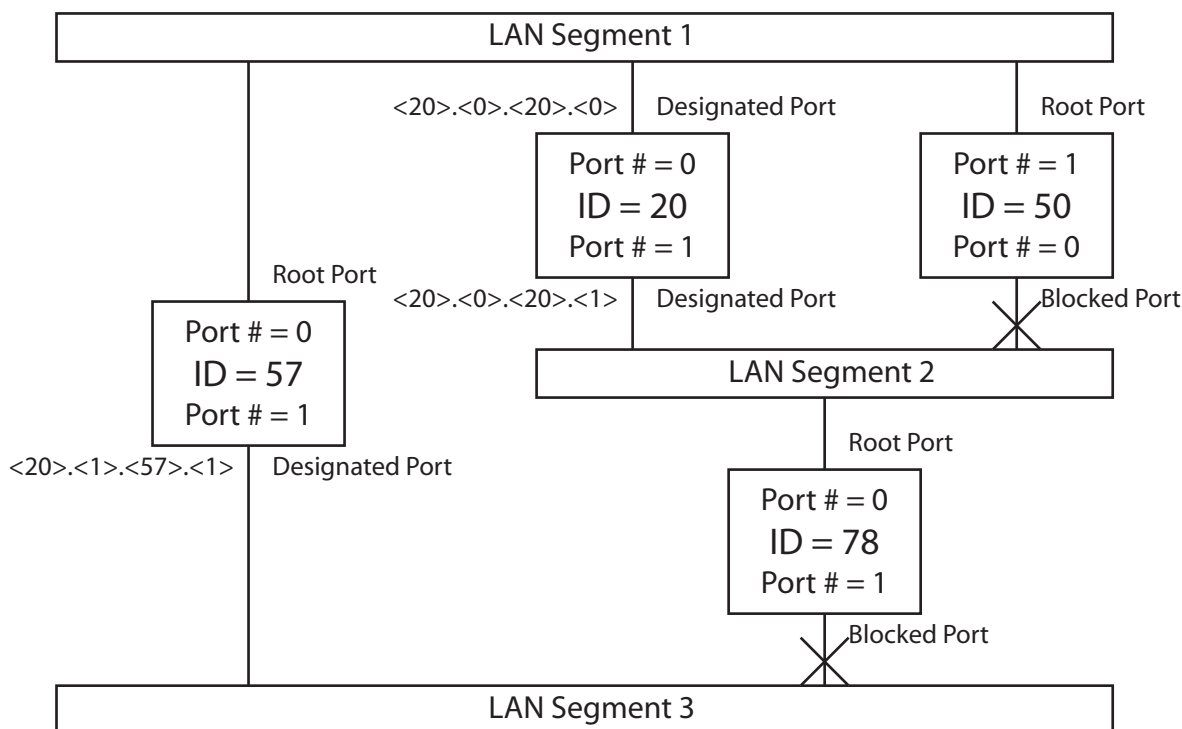 LAN Segment 1
<20>.<0>.<20>.<0>
Designated Port
Root Port
Port # = 0
ID = 20
Port # = 1
Port # = 1
ID = 50
Port # = 0
Root Port
<20>.<0>.<20>.<1>
Designated Port
Blocked Port
Port # = 0
ID = 57
Port # = 1
LAN Segment 2
Root Port
<20>.<1>.<57>.<1>
Designated Port
Port # = 0
ID = 78
Port # = 1
Blocked Port
LAN Segment 3